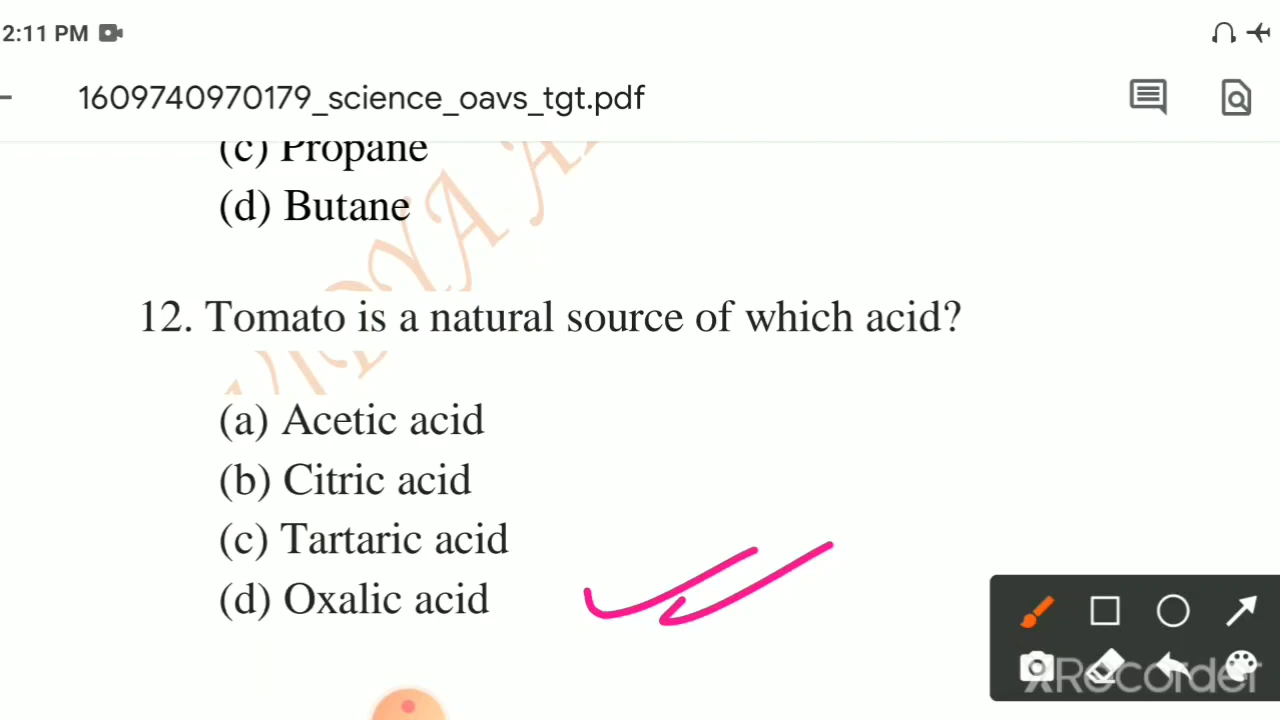 2:11 PM
1609740970179_science_oavs_tgt.pdf
(c) Propane
(d) Butane
12. Tomato is a natural source of which acid?
(a) Acetic acid
(b) Citric acid
(c) Tartaric acid
(d) Oxalic acid
XRecorder